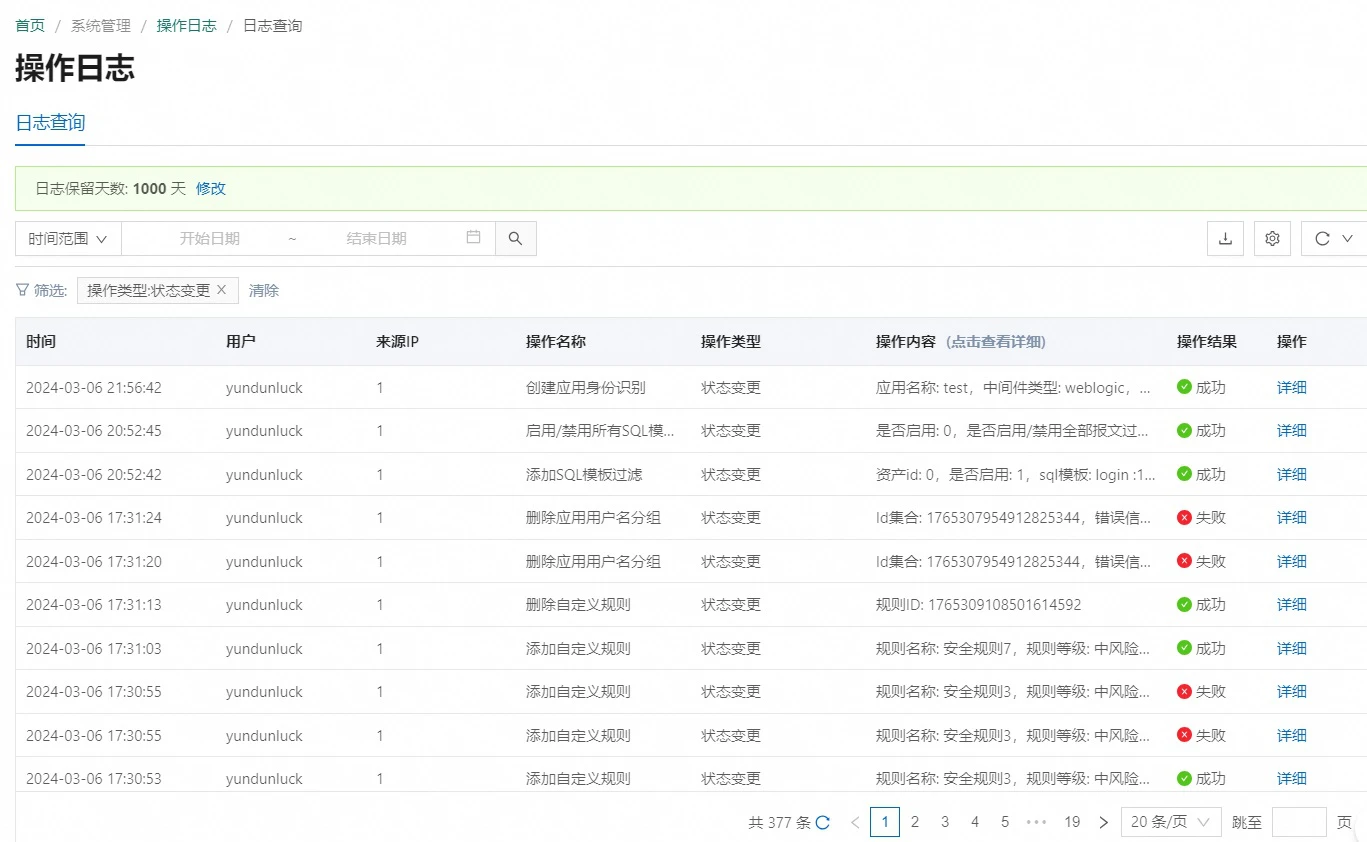 首页 / 系统管理 / 操作日志 / 日志查询
操作日志
日志查询
日志保留天数: 1000 天 修改
时间范围 开始日期 ~ 结束日期
筛选: 操作类型:状态变更 × 清除
时间 用户 来源IP 操作名称 操作类型 操作内容 (点击查看详细) 操作结果 操作
2024-03-06 21:56:42 yundunluck 1 创建应用身份识别 状态变更 应用名称: test，中间件类型: weblogic，... 成功 详细
2024-03-06 20:52:45 yundunluck 1 启用/禁用所有SQL模... 状态变更 是否启用: 0，是否启用/禁用全部报文过... 成功 详细
2024-03-06 20:52:42 yundunluck 1 添加SQL模板过滤 状态变更 资产id: 0，是否启用: 1，sql模板: login :1... 成功 详细
2024-03-06 17:31:24 yundunluck 1 删除应用用户名分组 状态变更 Id集合: 1765307954912825344，错误信... 失败 详细
2024-03-06 17:31:20 yundunluck 1 删除应用用户名分组 状态变更 Id集合: 1765307954912825344，错误信... 失败 详细
2024-03-06 17:31:13 yundunluck 1 删除自定义规则 状态变更 规则ID: 1765309108501614592 成功 详细
2024-03-06 17:31:03 yundunluck 1 添加自定义规则 状态变更 规则名称: 安全规则7，规则等级: 中风险... 成功 详细
2024-03-06 17:30:55 yundunluck 1 添加自定义规则 状态变更 规则名称: 安全规则3，规则等级: 中风险... 失败 详细
2024-03-06 17:30:55 yundunluck 1 添加自定义规则 状态变更 规则名称: 安全规则3，规则等级: 中风险... 失败 详细
2024-03-06 17:30:53 yundunluck 1 添加自定义规则 状态变更 规则名称: 安全规则3，规则等级: 中风险... 成功 详细
共 377 条 < 1 2 3 4 5 ••• 19 > 20 条/页 跳至 页